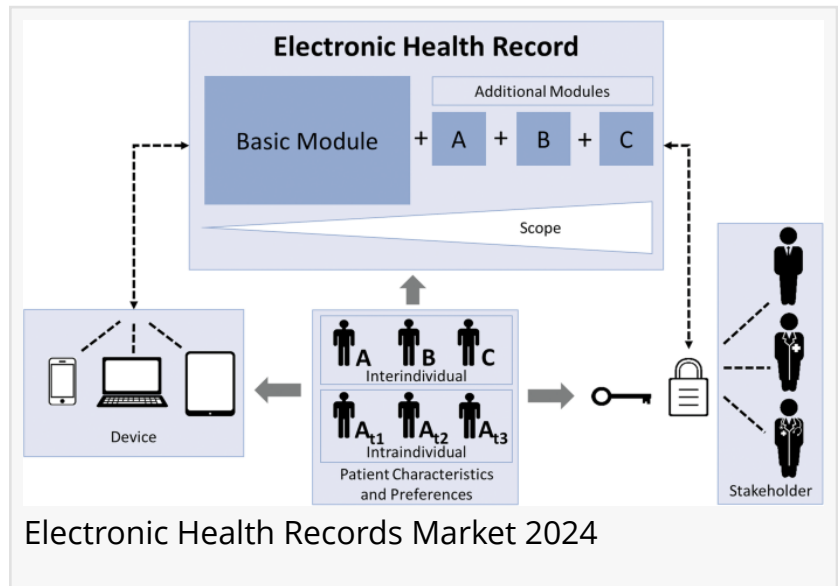 Electronic Health Record
Additional Modules
Basic Module + A + B + C
Scope
A B C
Interindividual
At1 At2 At3
Intraindividual
Patient Characteristics
and Preferences
Device
Stakeholder
Electronic Health Records Market 2024